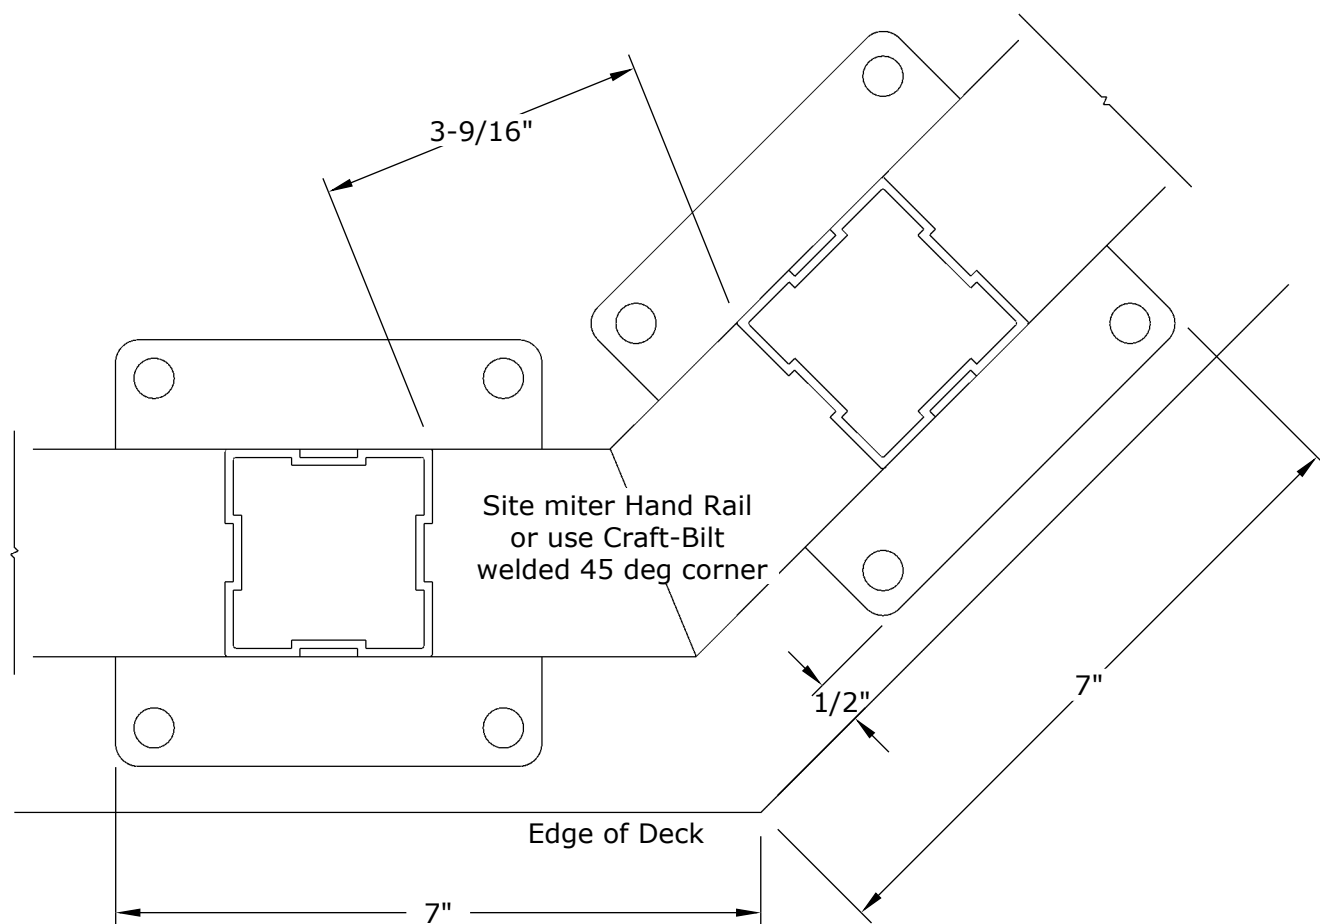 3-9/16"
Site miter Hand Rail
or use Craft-Bilt
welded 45 deg corner
1/2"
7"
Edge of Deck
7"